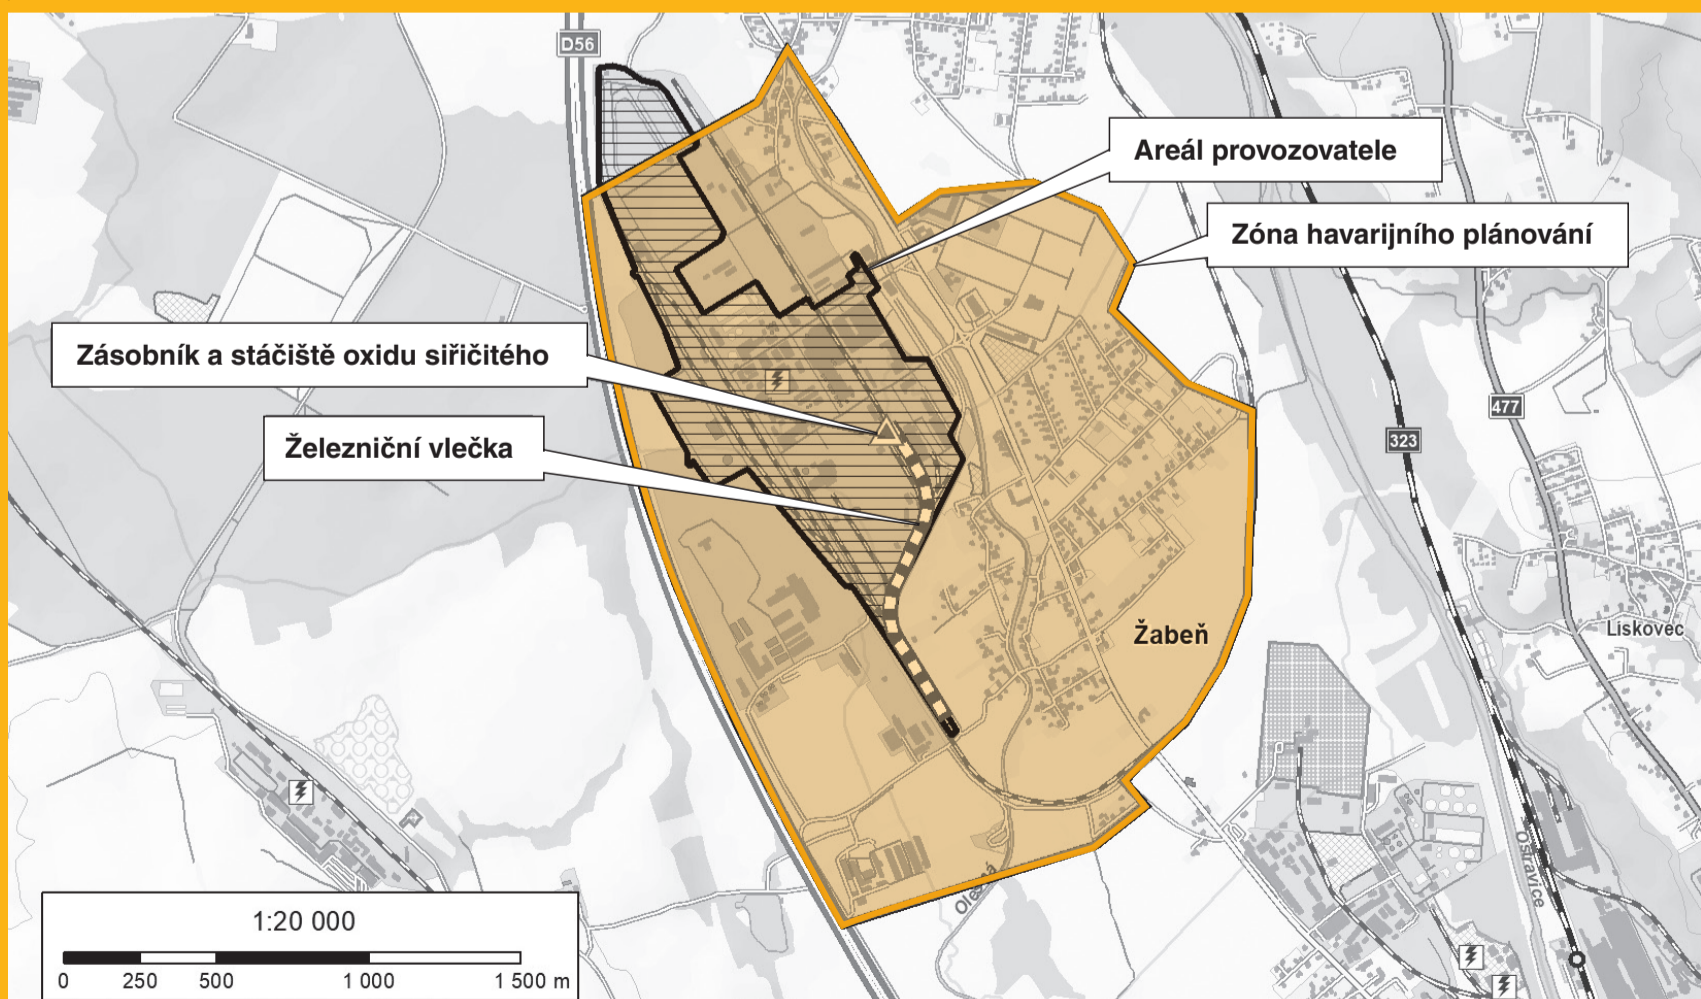 D56
Areál provozovatele
Zóna havarijního plánování
Zásobník a stáčiště oxidu siřičitého
477
323
Železniční vlečka
Žabeň
Liskovec
Olešná
Ostravice
1:20 000
0 250 500 1 000 1 500 m